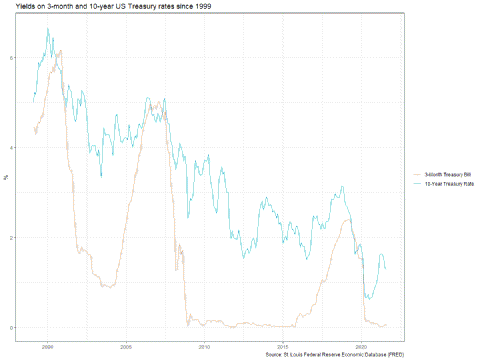 Yields on 3-month and 10-year US Treasury rates since 1999
6
4
%
2
0
2000
2005
2010
2015
2020
3-Month Treasury Bill
10-Year Treasury Rate
Source: St. Louis Federal Reserve Economic Database (FRED)